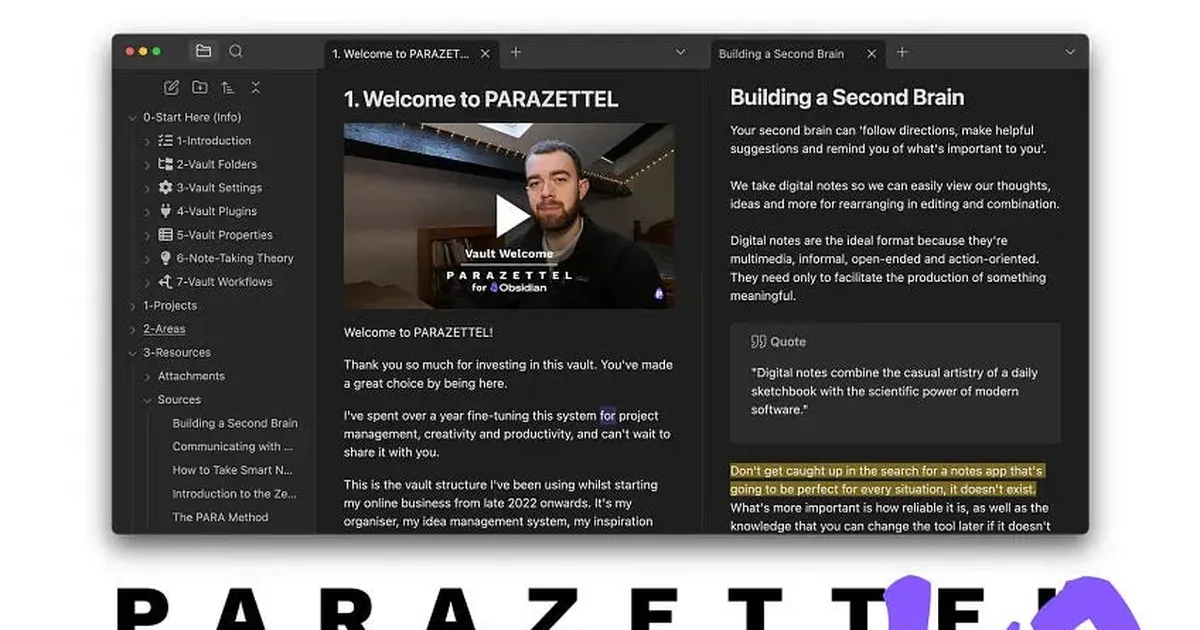 1. Welcome to PARAZET...
Building a Second Brain
0-Start Here (Info)
1-Introduction
2-Vault Folders
3-Vault Settings
4-Vault Plugins
5-Vault Properties
6-Note-Taking Theory
7-Vault Workflows
1-Projects
2-Areas
3-Resources
Attachments
Sources
Building a Second Brain
Communicating with ...
How to Take Smart N...
Introduction to the Ze...
The PARA Method
1. Welcome to PARAZETTEL
Vault Welcome
PARAZETTEL
for Obsidian
Welcome to PARAZETTEL!
Thank you so much for investing in this vault. You've made
a great choice by being here.
I've spent over a year fine-tuning this system for project
management, creativity and productivity, and can't wait to
share it with you.
This is the vault structure I've been using whilst starting
my online business from late 2022 onwards. It's my
organiser, my idea management system, my inspiration
Building a Second Brain
Your second brain can 'follow directions, make helpful
suggestions and remind you of what's important to you'.
We take digital notes so we can easily view our thoughts,
ideas and more for rearranging in editing and combination.
Digital notes are the ideal format because they're
multimedia, informal, open-ended and action-oriented.
They need only to facilitate the production of something
meaningful.
Quote
"Digital notes combine the casual artistry of a daily
sketchbook with the scientific power of modern
software."
Don't get caught up in the search for a notes app that's
going to be perfect for every situation, it doesn't exist.
What's more important is how reliable it is, as well as the
knowledge that you can change the tool later if it doesn't
PARAZETTEL